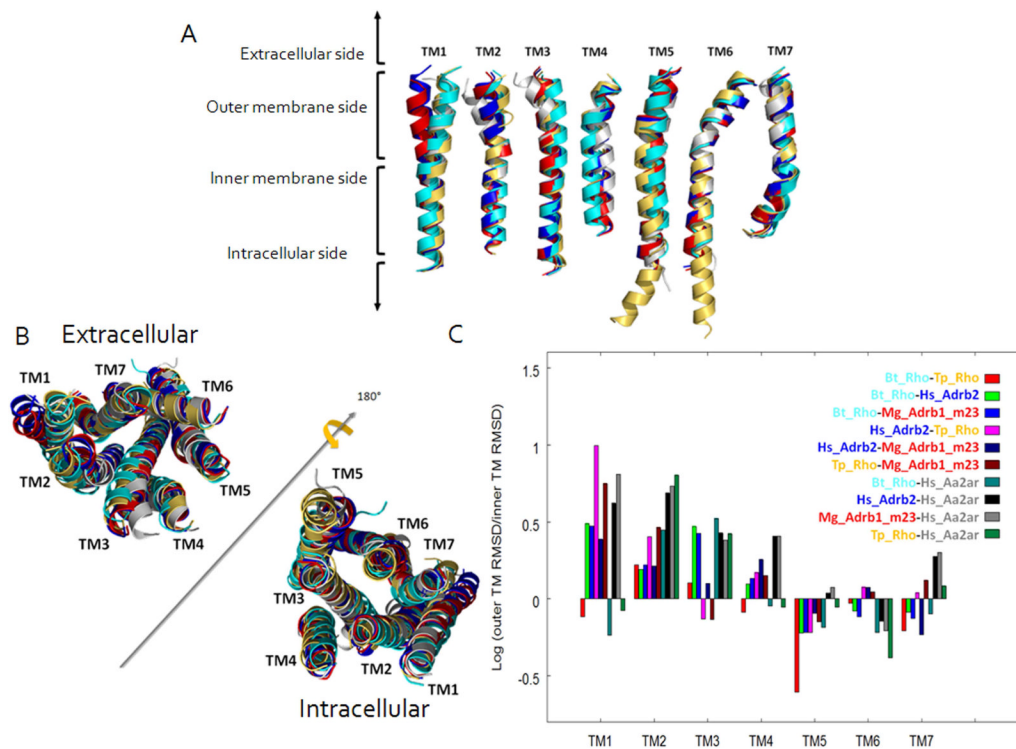 A
Extracellular side
Outer membrane side
Inner membrane side
Intracellular side
TM1 TM2 TM3 TM4 TM5 TM6 TM7
B
Extracellular
TM1
TM7
TM6
TM2
TM5
TM3
TM4
180°
TM5
TM6
TM7
TM3
TM4
TM2
TM1
Intracellular
C
Log (outer TM RMSD/inner TM RMSD)
1.5
1
0.5
0
-0.5
0
Bt_Rho-Tp_Rho
Bt_Rho-Hs_Adrb2
Bt_Rho-Mg_Adrb1_m23
Hs_Adrb2-Tp_Rho
Hs_Adrb2-Mg_Adrb1_m23
Tp_Rho-Mg_Adrb1_m23
Bt_Rho-Hs_Aa2ar
Hs_Adrb2-Hs_Aa2ar
Mg_Adrb1_m23-Hs_Aa2ar
Tp_Rho-Hs_Aa2ar
TM1 TM2 TM3 TM4 TM5 TM6 TM7